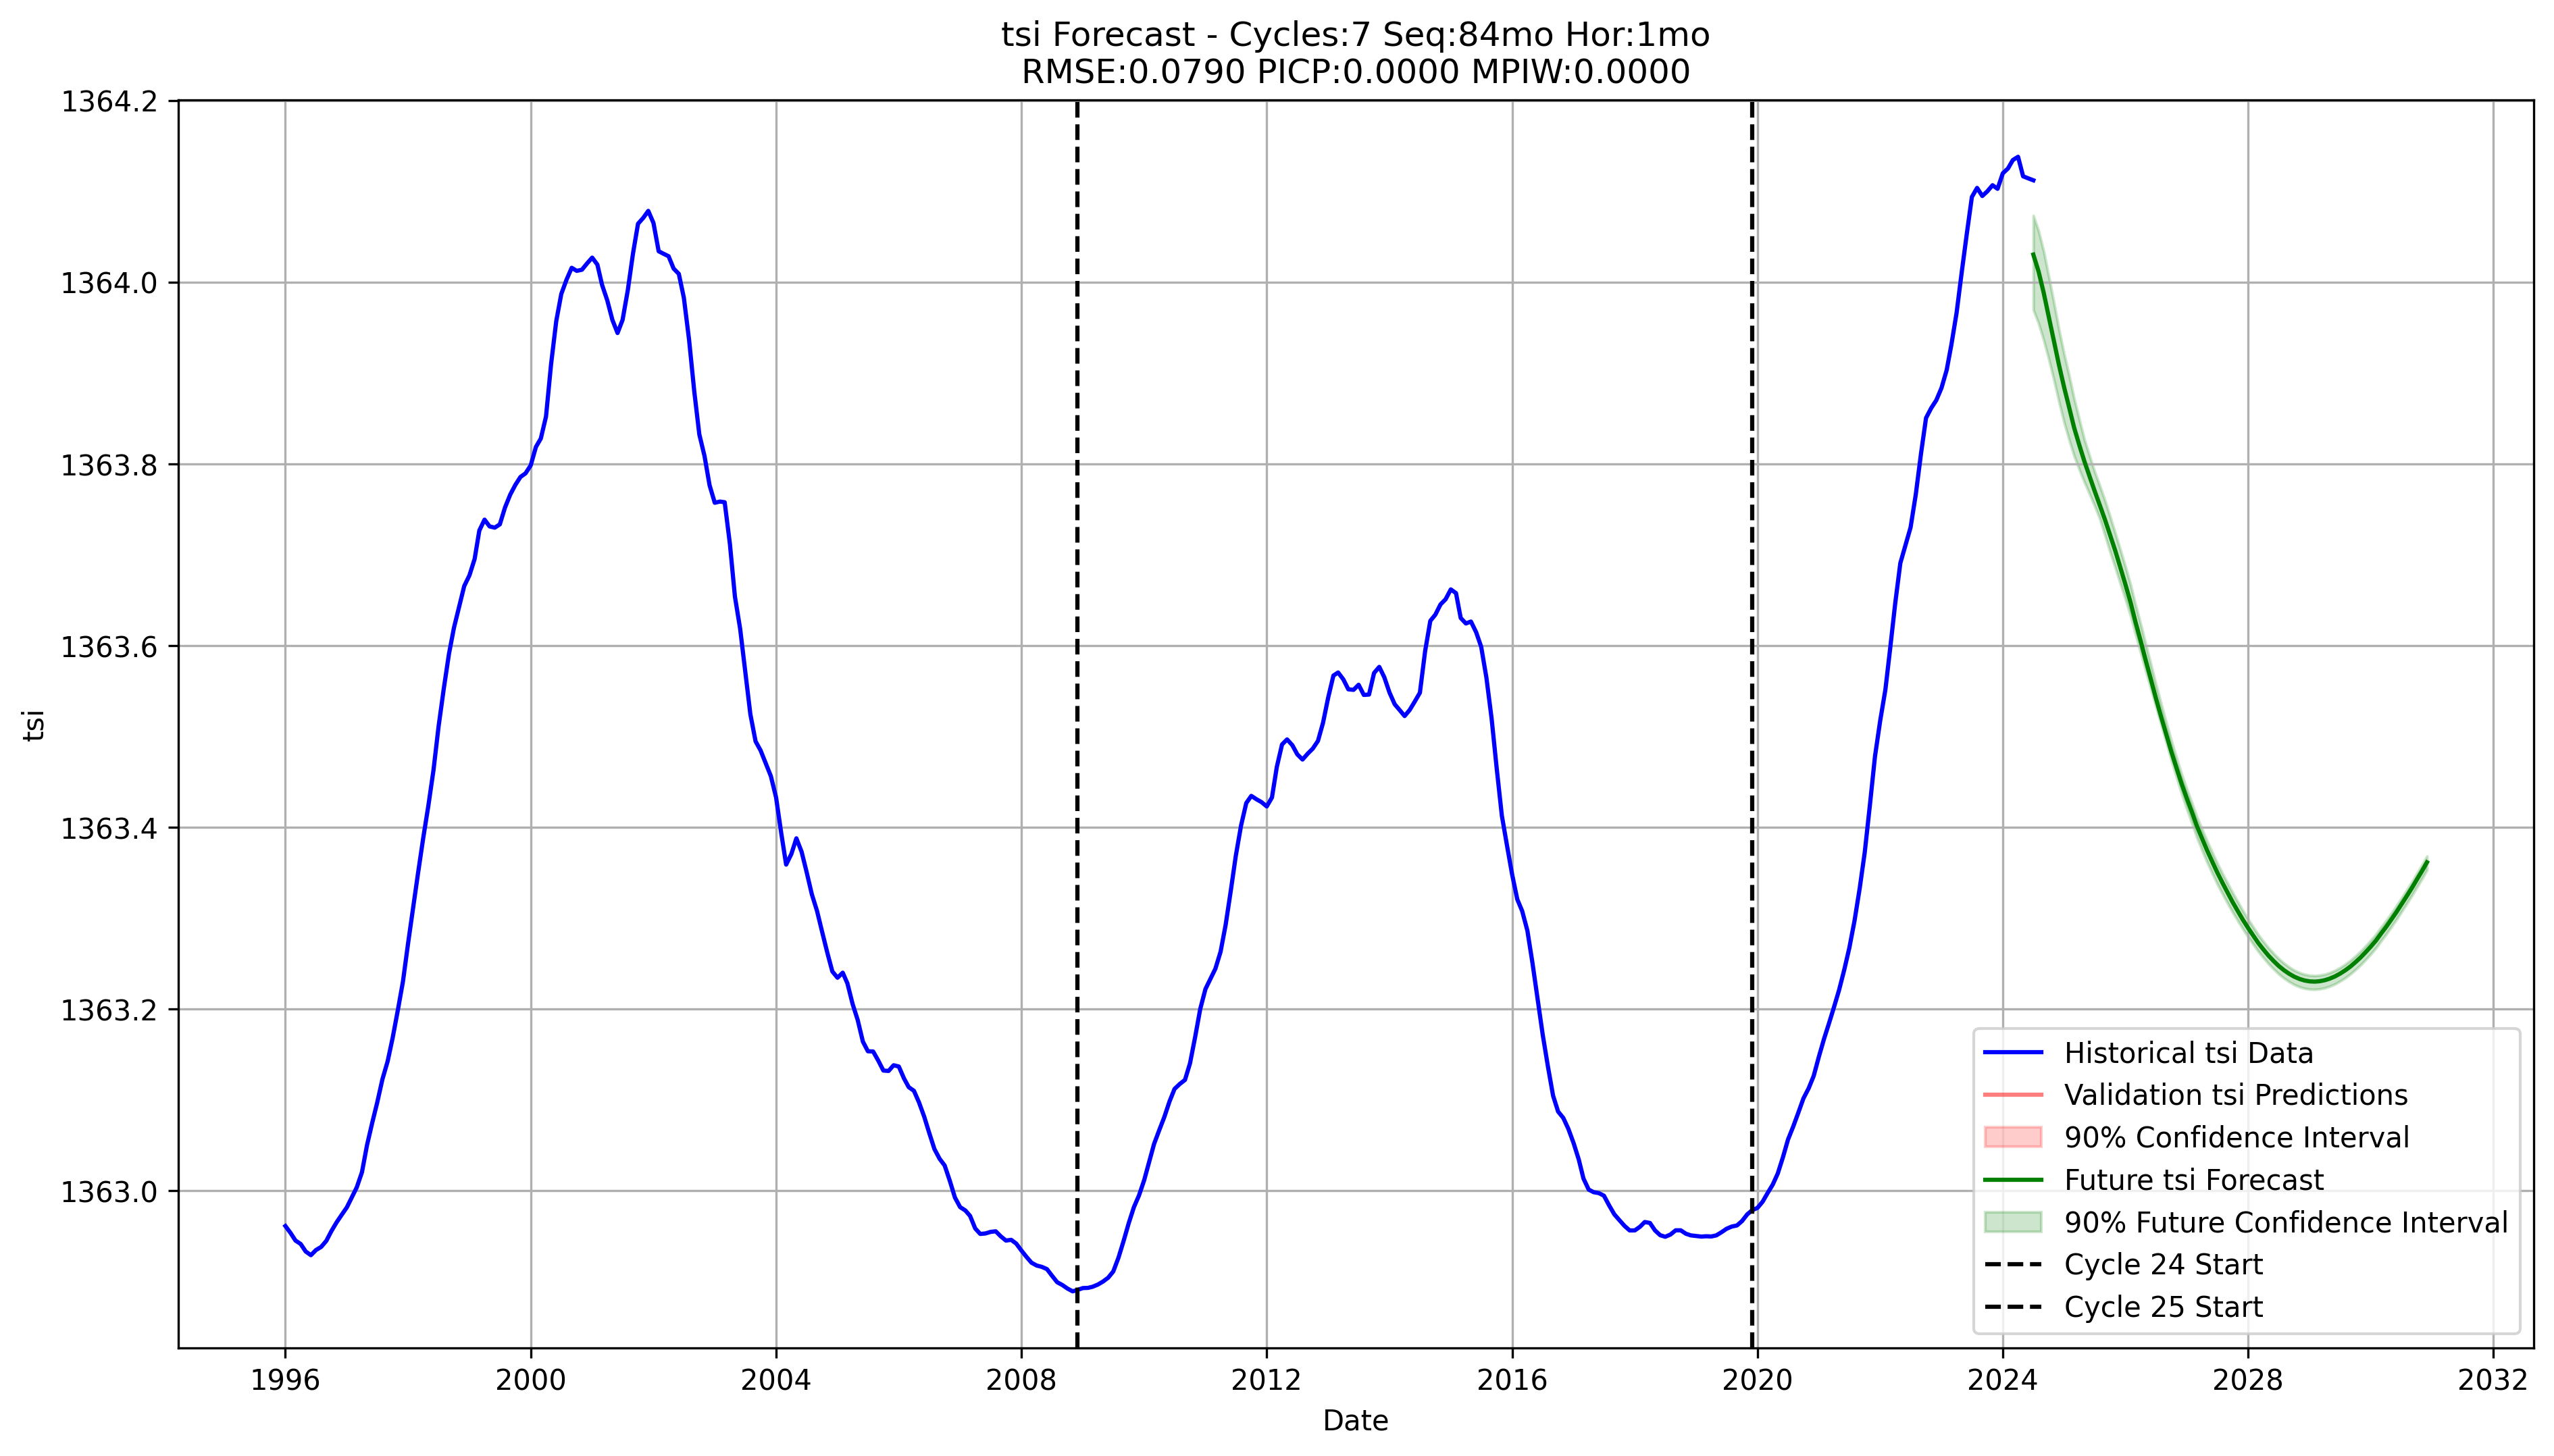 tsi Forecast - Cycles:7 Seq:84mo Hor:1mo
RMSE:0.0790 PICP:0.0000 MPIW:0.0000
1364.2
1364.0
1363.8
1363.6
1363.4
1363.2
1363.0
tsi
Historical tsi Data
Validation tsi Predictions
90% Confidence Interval
Future tsi Forecast
90% Future Confidence Interval
Cycle 24 Start
Cycle 25 Start
1996 2000 2004 2008 2012 2016 2020 2024 2028 2032
Date